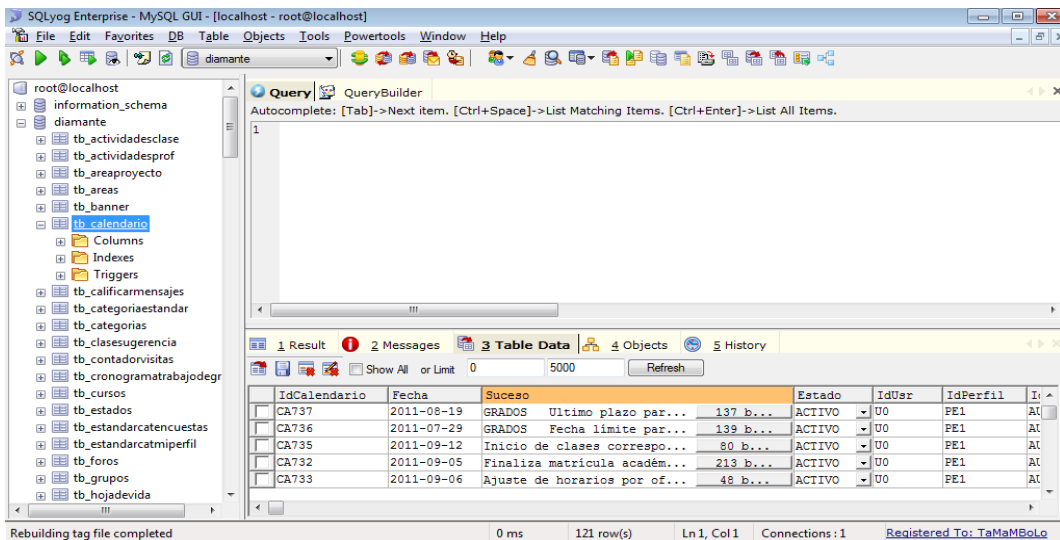 SQLyog Enterprise - MySQL GUI - [localhost - root@localhost]
File Edit Favorites DB Table Objects Tools Powertools Window Help
diamante
root@localhost
information_schema
diamante
tb_actividadesclase
tb_actividadesprof
tb_areaproyecto
tb_areas
tb_banner
tb_calendario
Columns
Indexes
Triggers
tb_calificarmensajes
tb_categoriaestandar
tb_categorias
tb_clasesugerencia
tb_contadorvisitas
tb_cronogramatrabajodegr
tb_cursos
tb_estados
tb_estandarcatencuestas
tb_estandarcatmiperfil
tb_foros
tb_grupos
tb_hojadevida
Query QueryBuilder
Autocomplete: [Tab]->Next item. [Ctrl+Space]->List Matching Items. [Ctrl+Enter]->List All Items.
1
1 Result 2 Messages 3 Table Data 4 Objects 5 History
Show All or Limit 0 5000 Refresh
IdCalendario Fecha Suceso Estado IdUsr IdPerfil
CA737 2011-08-19 GRADOS Ultimo plazo par... 137 b... ACTIVO U0 PE1
CA736 2011-07-29 GRADOS Fecha límite par... 139 b... ACTIVO U0 PE1
CA735 2011-09-12 Inicio de clases correspo... 80 b... ACTIVO U0 PE1
CA732 2011-09-05 Finaliza matrícula académ... 213 b... ACTIVO U0 PE1
CA733 2011-09-06 Ajuste de horarios por of... 48 b... ACTIVO U0 PE1
Rebuilding tag file completed 0 ms 121 row(s) Ln 1, Col 1 Connections : 1 Registered To: TaMaMBoLo